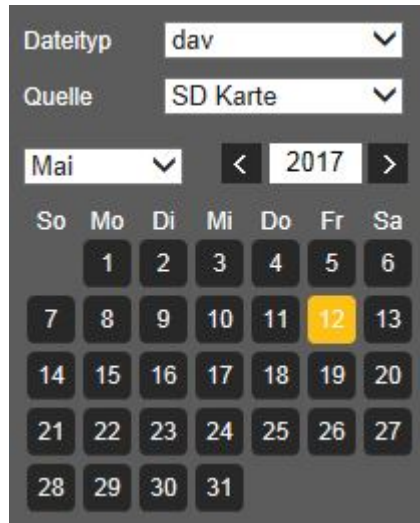 Dateityp dav
Quelle SD Karte
Mai < 2017 >
So Mo Di Mi Do Fr Sa
1 2 3 4 5 6
7 8 9 10 11 12 13
14 15 16 17 18 19 20
21 22 23 24 25 26 27
28 29 30 31